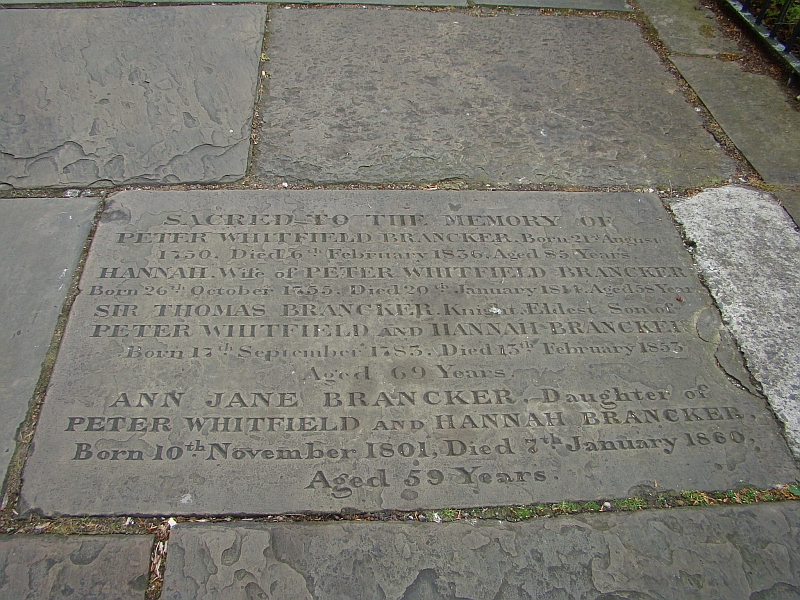 SACRED TO THE MEMORY OF
PETER WHITFIELD BRANCKER. Born 21st August
1750. Died 6th February 1836. Aged 85 Years.
HANNAH. Wife of PETER WHITFIELD BRANCKER
Born 26th October 1755. Died 20th January 1814. Aged 58 Years
SIR THOMAS BRANCKER. Knight. Eldest Son of
PETER WHITFIELD AND HANNAH BRANCKER
Born 17th September 1783. Died 13th February 1853.
Aged 69 Years.
ANN JANE BRANCKER. Daughter of
PETER WHITFIELD AND HANNAH BRANCKER.
Born 10th November 1801. Died 7th January 1860.
Aged 59 Years.